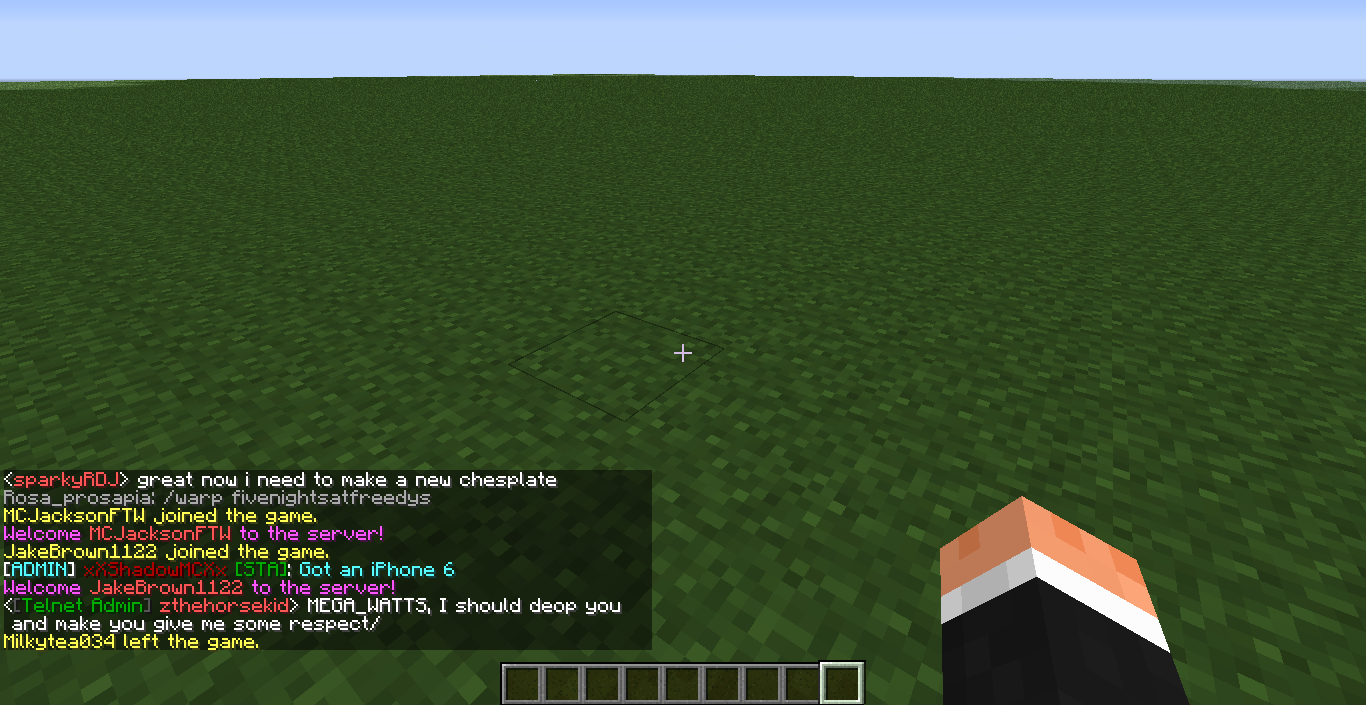 <sparkyRDJ> great now i need to make a new chesplate
Rosa_prosapia: /warp fivenightsatfreedys
MCJacksonFTW joined the game.
Welcome MCJacksonFTW to the server!
JakeBrown1122 joined the game.
[ADMIN] xXShadowMCXx [STA]: Got an iPhone 6
Welcome JakeBrown1122 to the server!
<[Telnet Admin] zthehorsekid> MEGA_WATTS, I should deop you
and make you give me some respect/
Milkytea034 left the game.